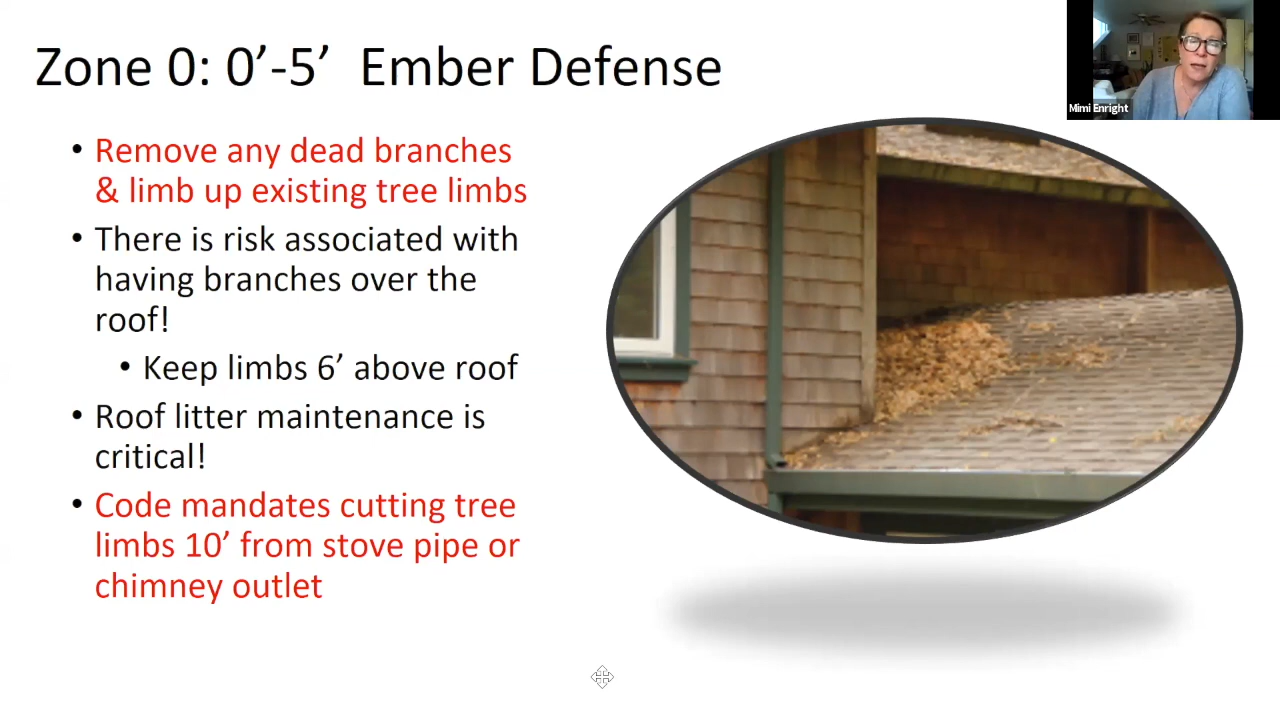 Zone 0: 0’-5’ Ember Defense
Mimi Enright
• Remove any dead branches
& limb up existing tree limbs
• There is risk associated with
having branches over the
roof!
• Keep limbs 6’ above roof
• Roof litter maintenance is
critical!
• Code mandates cutting tree
limbs 10’ from stove pipe or
chimney outlet